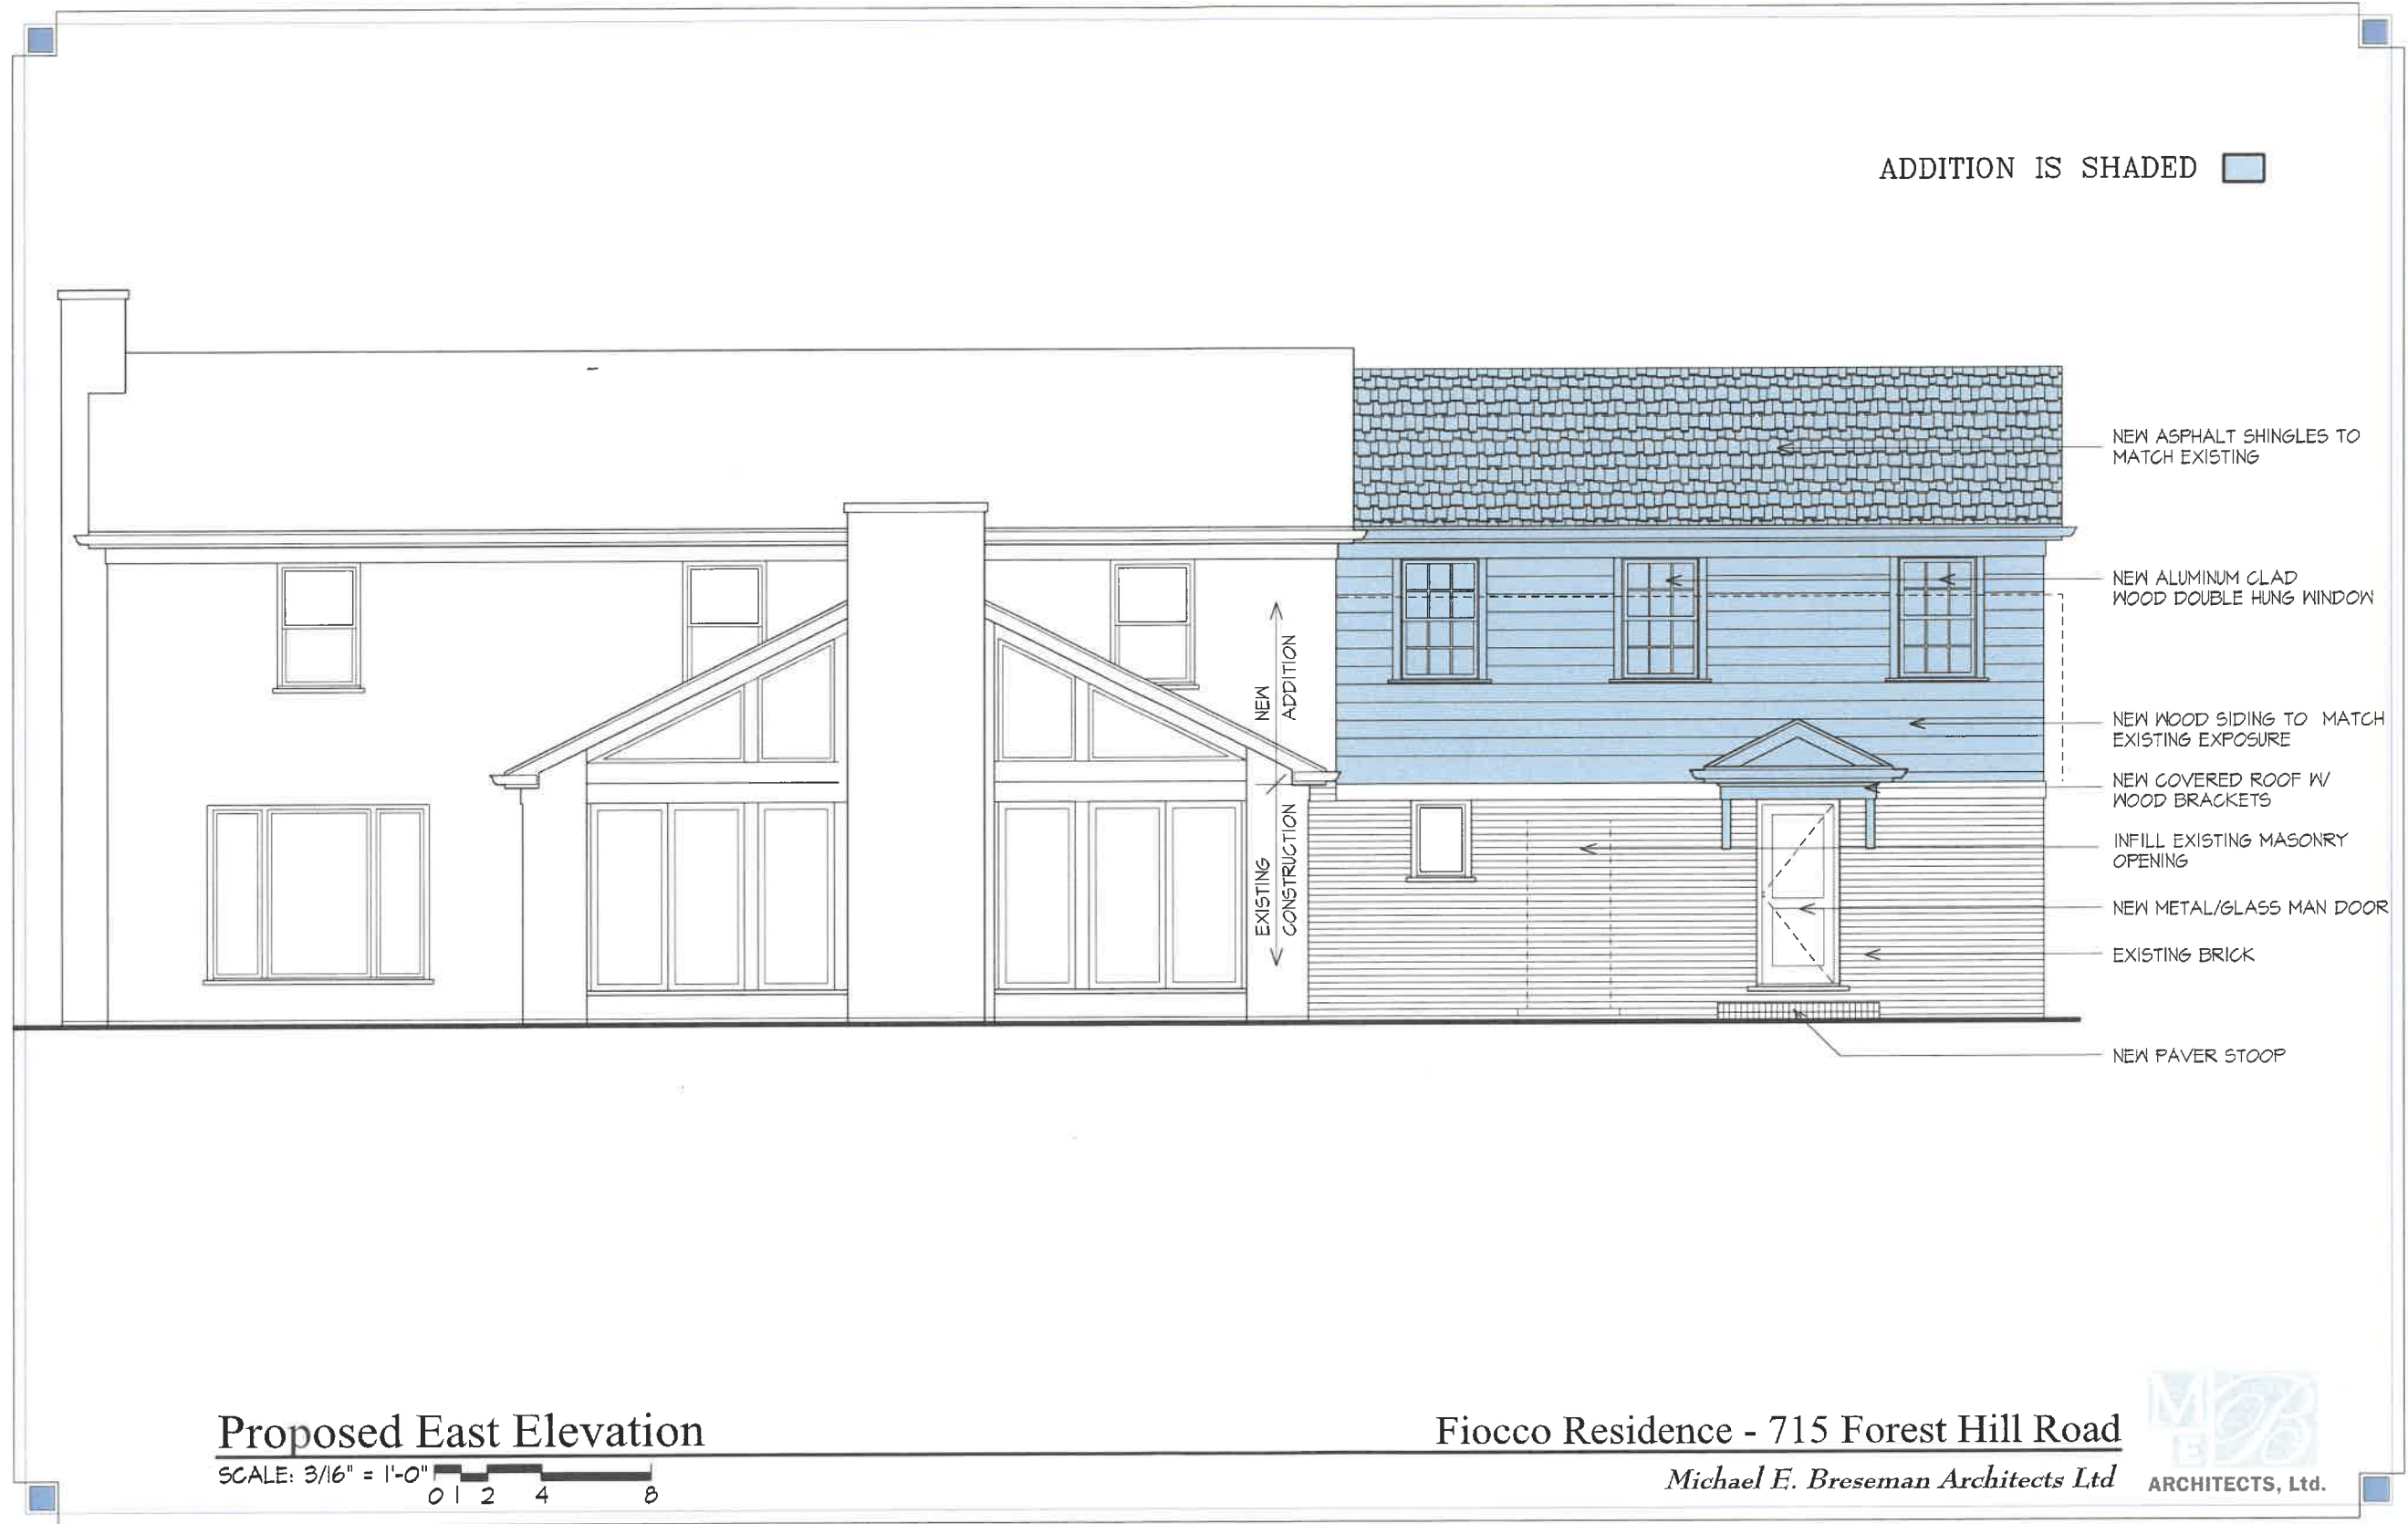 ADDITION IS SHADED
NEW ASPHALT SHINGLES TO
MATCH EXISTING
NEW ALUMINUM CLAD
WOOD DOUBLE HUNG WINDOW
NEW
ADDITION
NEW WOOD SIDING TO MATCH
EXISTING EXPOSURE
NEW COVERED ROOF W/
WOOD BRACKETS
EXISTING
CONSTRUCTION
INFILL EXISTING MASONRY
OPENING
NEW METAL/GLASS MAN DOOR
EXISTING BRICK
NEW PAVER STOOP
Proposed East Elevation
SCALE: 3/16" = 1'-0"
0 1 2 4 8
Fiocco Residence - 715 Forest Hill Road
Michael E. Breseman Architects Ltd
M
E
B
ARCHITECTS, Ltd.